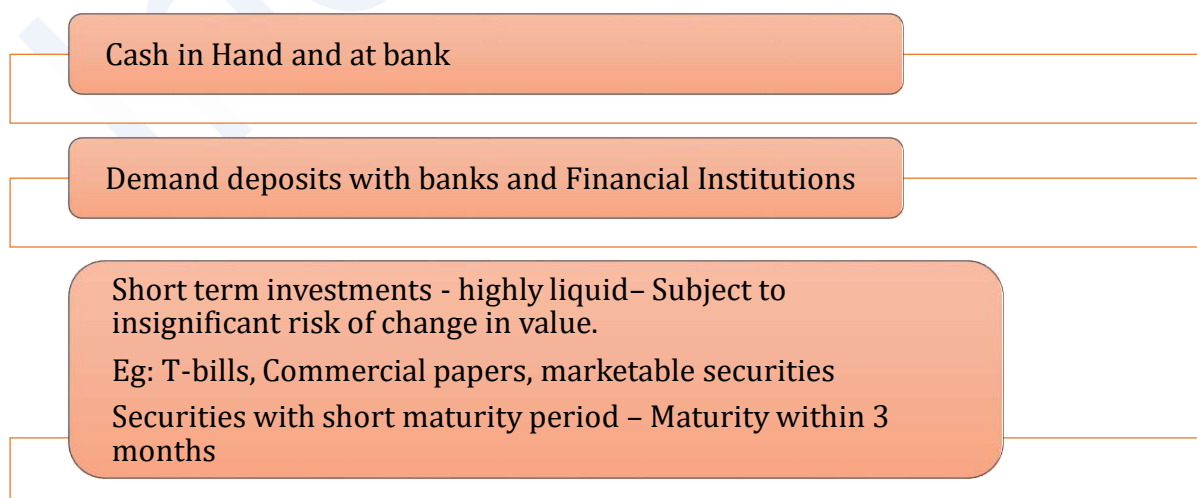 Cash in Hand and at bank
Demand deposits with banks and Financial Institutions
Short term investments - highly liquid– Subject to
insignificant risk of change in value.
Eg: T-bills, Commercial papers, marketable securities
Securities with short maturity period – Maturity within 3
months